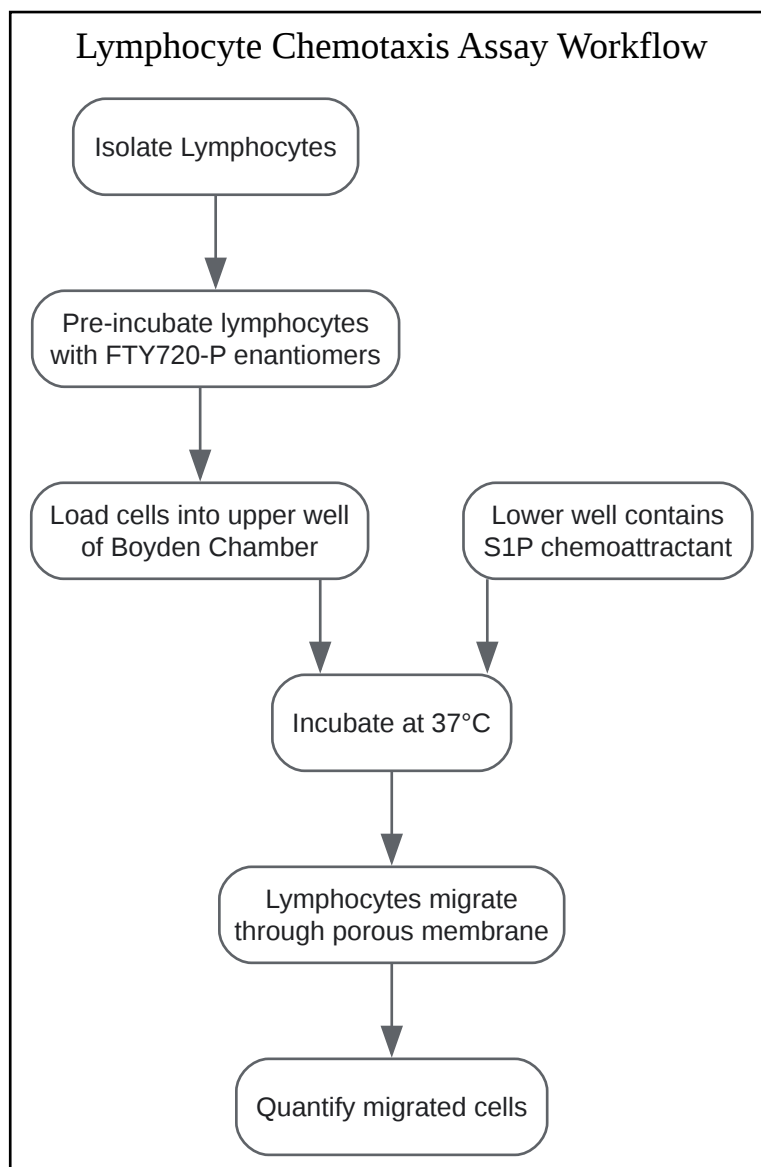 Lymphocyte Chemotaxis Assay Workflow
Isolate Lymphocytes
Pre-incubate lymphocytes
with FTY720-P enantiomers
Load cells into upper well
of Boyden Chamber
Lower well contains
S1P chemoattractant
Incubate at 37°C
Lymphocytes migrate
through porous membrane
Quantify migrated cells